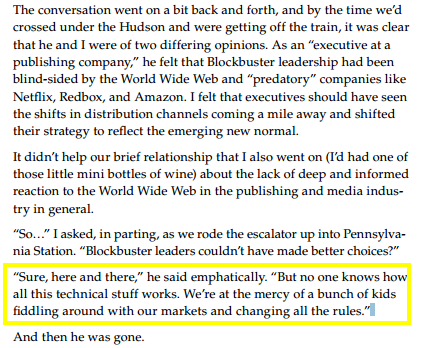 The conversation went on a bit back and forth, and by the time we’d
crossed under the Hudson and were getting off the train, it was clear
that he and I were of two differing opinions. As an “executive at a
publishing company,” he felt that Blockbuster leadership had been
blind-sided by the World Wide Web and “predatory” companies like
Netflix, Redbox, and Amazon. I felt that executives should have seen
the shifts in distribution channels coming a mile away and shifted
their strategy to reflect the emerging new normal.
It didn’t help our brief relationship that I also went on (I’d had one of
those little mini bottles of wine) about the lack of deep and informed
reaction to the World Wide Web in the publishing and media indus-
try in general.
“So…” I asked, in parting, as we rode the escalator up into Pennsylva-
nia Station. “Blockbuster leaders couldn’t have made better choices?”
“Sure, here and there,” he said emphatically. “But no one knows how
all this technical stuff works. We’re at the mercy of a bunch of kids
fiddling around with our markets and changing all the rules.”
And then he was gone.